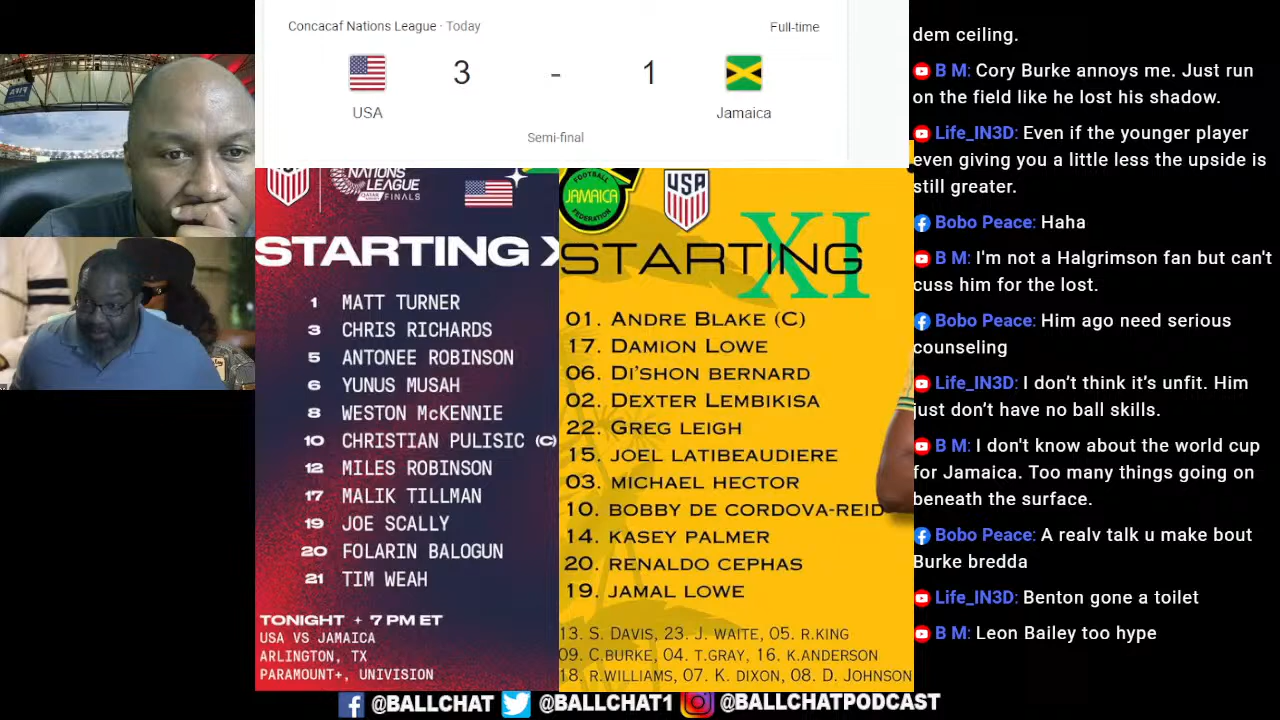 Concacaf Nations League · Today
Full-time
3 - 1
USA
Jamaica
Semi-final
NATIONS
LEAGUE
FINALS
STARTING X
1 MATT TURNER
3 CHRIS RICHARDS
5 ANTONEE ROBINSON
6 YUNUS MUSAH
8 WESTON McKENNIE
10 CHRISTIAN PULISIC (C)
12 MILES ROBINSON
17 MALIK TILLMAN
19 JOE SCALLY
20 FOLARIN BALOGUN
21 TIM WEAH
TONIGHT + 7 PM ET
USA VS JAMAICA
ARLINGTON, TX
PARAMOUNT+, UNIVISION
FOOTBALL
JAMAICA
FEDERATION
USA
STARTING
XI
01. ANDRE BLAKE (C)
17. DAMION LOWE
06. DI'SHON BERNARD
02. DEXTER LEMBIKISA
22. GREG LEIGH
15. JOEL LATIBEAUDIERE
03. MICHAEL HECTOR
10. BOBBY DE CORDOVA-REID
14. KASEY PALMER
20. RENALDO CEPHAS
19. JAMAL LOWE
13. S. DAVIS, 23. J. WAITE, 05. R.KING
09. C.BURKE, 04. T.GRAY, 16. K.ANDERSON
18. R.WILLIAMS, 07. K. DIXON, 08. D. JOHNSON
dem ceiling.
B M: Cory Burke annoys me. Just run
on the field like he lost his shadow.
Life_IN3D: Even if the younger player
even giving you a little less the upside is
still greater.
Bobo Peace: Haha
B M: I'm not a Halgrimson fan but can't
cuss him for the lost.
Bobo Peace: Him ago need serious
counseling
Life_IN3D: I don't think it's unfit. Him
just don't have no ball skills.
B M: I don't know about the world cup
for Jamaica. Too many things going on
beneath the surface.
Bobo Peace: A realv talk u make bout
Burke bredda
Life_IN3D: Benton gone a toilet
B M: Leon Bailey too hype
@BALLCHAT @BALLCHAT1 @BALLCHATPODCAST